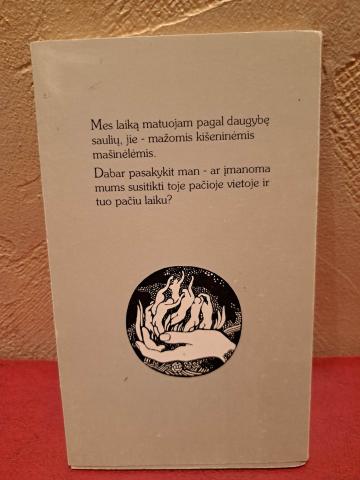 Mes laiką matuojam pagal daugybę
saulių, jie - mažomis kišeninėmis
mašinėlėmis.
Dabar pasakykit man - ar įmanoma
mums susitikti toje pačioje vietoje ir
tuo pačiu laiku?